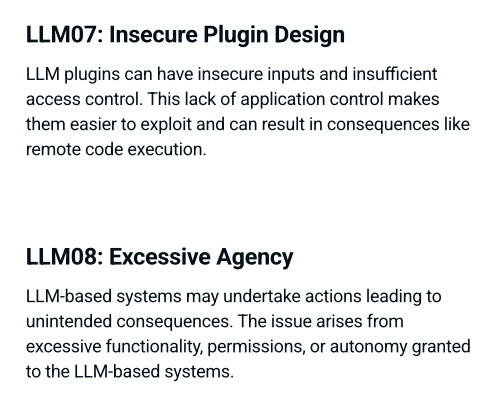 LLM07: Insecure Plugin Design
LLM plugins can have insecure inputs and insufficient
access control. This lack of application control makes
them easier to exploit and can result in consequences like
remote code execution.
LLM08: Excessive Agency
LLM-based systems may undertake actions leading to
unintended consequences. The issue arises from
excessive functionality, permissions, or autonomy granted
to the LLM-based systems.